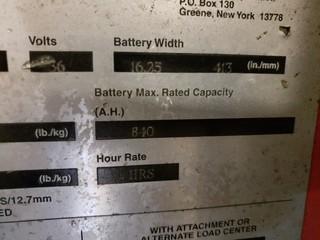 P.O. Box 130
Greene, New York 13778
Volts Battery Width
36 16.25 413 (in./mm)
Battery Max. Rated Capacity
(A.H.)
(lb./kg) 840
Hour Rate
(lb./kg) HRS
S/12,7mm
ED
WITH ATTACHMENT OR
ALTERNATE LOAD CENTER